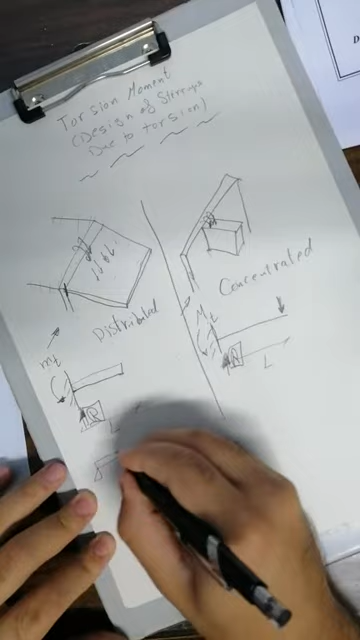 Torsion Moment
(Design of Stirrups
Due to torsion)
Distributed
Concentrated
mt
Mt
R
L
R
L